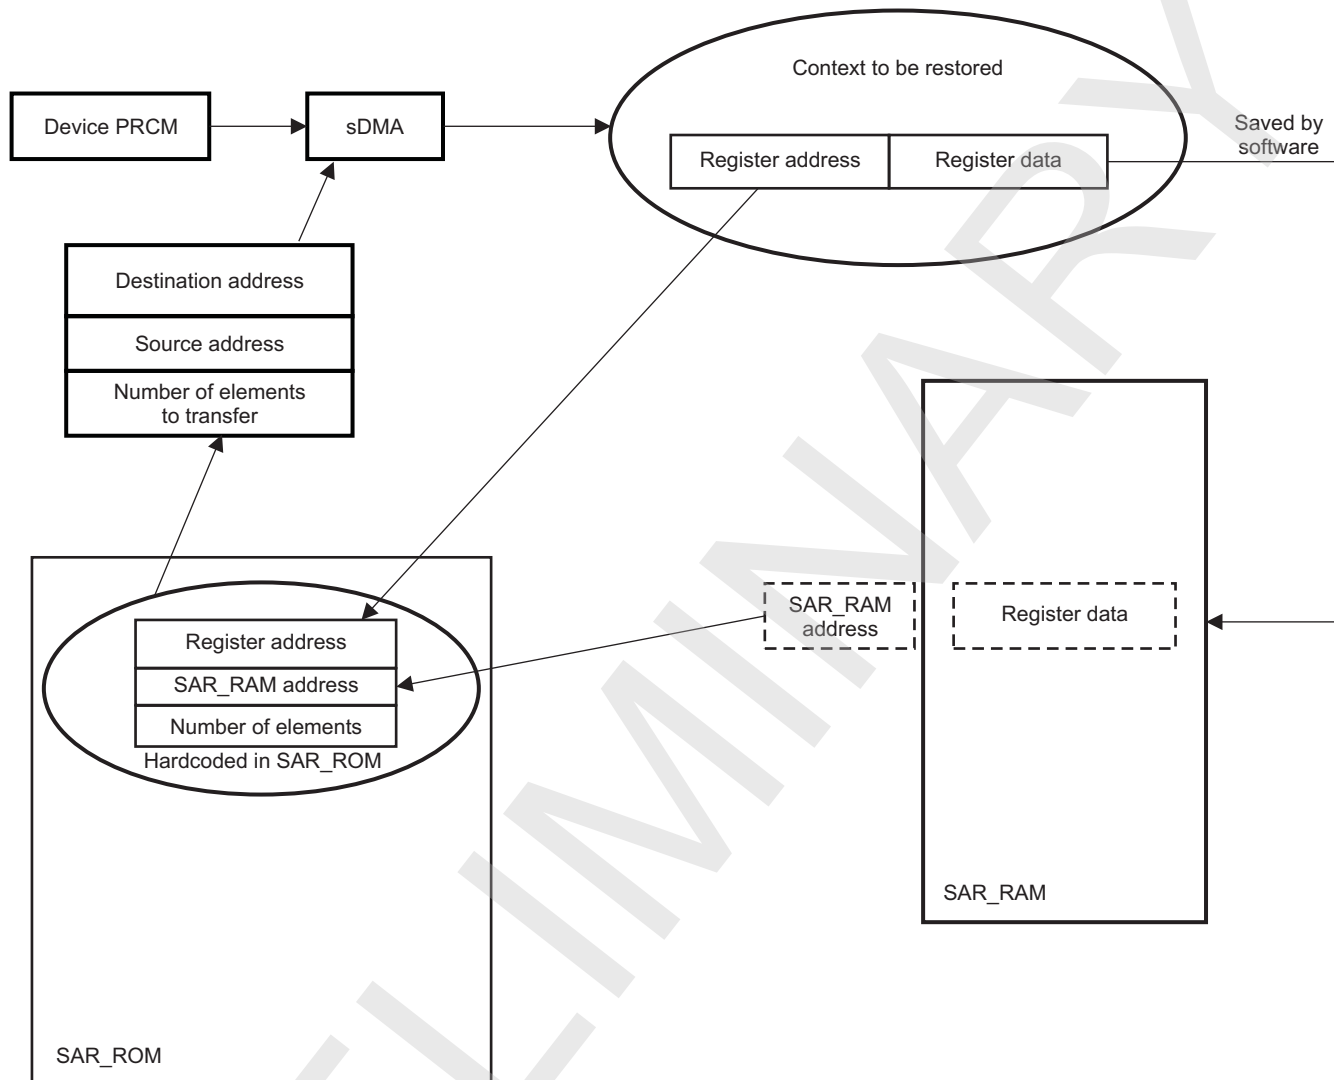 Context to be restored
Device PRCM
sDMA
Register address
Register data
Saved by
software
Destination address
Source address
Number of elements
to transfer
Register address
SAR_RAM address
Number of elements
Hardcoded in SAR_ROM
SAR_RAM
address
Register data
SAR_RAM
SAR_ROM
ELIMINARY